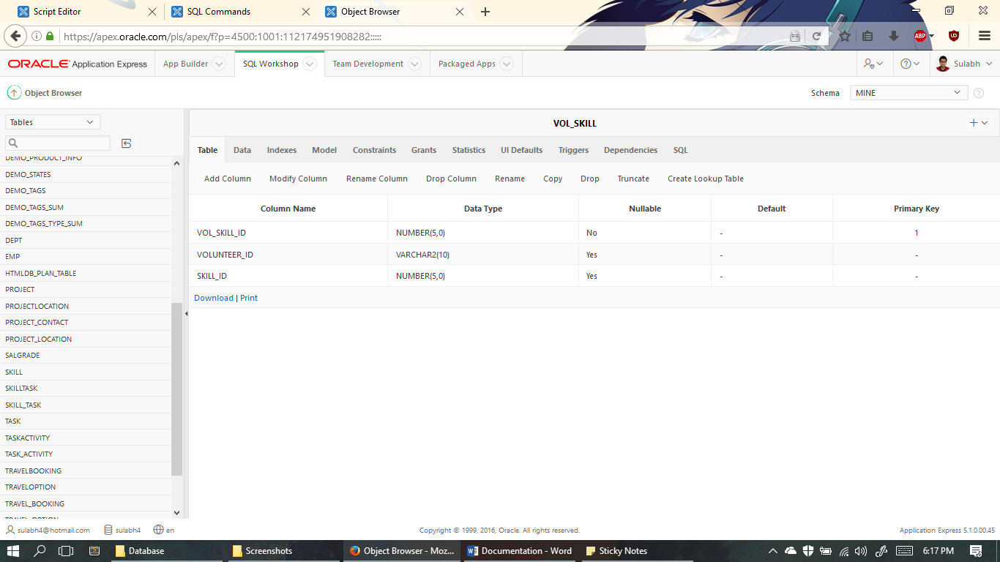 Script Editor SQL Commands Object Browser
https://apex.oracle.com/pls/apex/f?p=4500:1001:112174951908282:::::
ABP
ORACLE® Application Express App Builder SQL Workshop Team Development Packaged Apps Sulabh
Object Browser Schema MINE
Tables
VOL_SKILL
Table Data Indexes Model Constraints Grants Statistics UI Defaults Triggers Dependencies SQL
Add Column Modify Column Rename Column Drop Column Rename Copy Drop Truncate Create Lookup Table
Column Name Data Type Nullable Default Primary Key
VOL_SKILL_ID NUMBER(5,0) No - 1
VOLUNTEER_ID VARCHAR2(10) Yes - -
SKILL_ID NUMBER(5,0) Yes - -
Download | Print
DEMO_PRODUCT_INFO
DEMO_STATES
DEMO_TAGS
DEMO_TAGS_SUM
DEMO_TAGS_TYPE_SUM
DEPT
EMP
HTMLDB_PLAN_TABLE
PROJECT
PROJECTLOCATION
PROJECT_CONTACT
PROJECT_LOCATION
SALGRADE
SKILL
SKILLTASK
SKILL_TASK
TASK
TASKACTIVITY
TASK_ACTIVITY
TRAVELBOOKING
TRAVELOPTION
TRAVEL_BOOKING
TRAVEL_OPTION
sulabh4@hotmail.com sulabh4 en Copyright © 1999, 2016, Oracle. All rights reserved. Application Express 5.1.0.00.45
Database Screenshots Object Browser - Moz... Documentation - Word Sticky Notes 6:17 PM